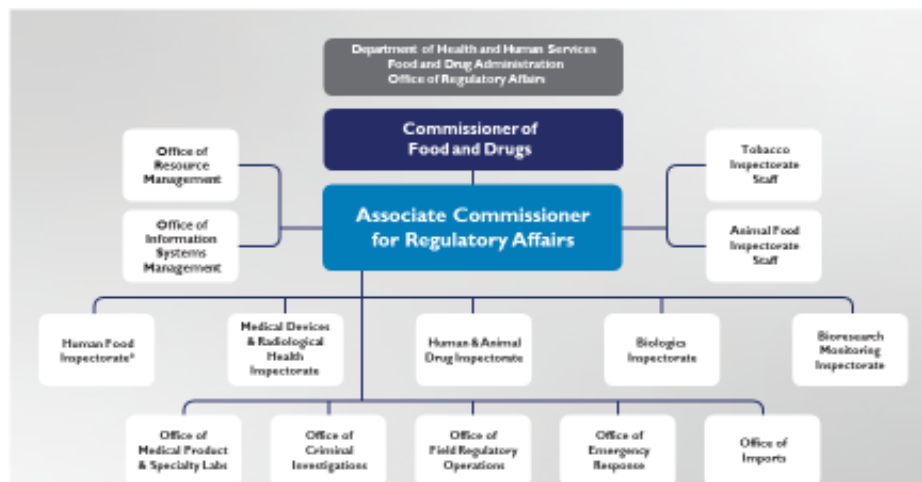 Department of Health and Human Services
Food and Drug Administration
Office of Regulatory Affairs
Commissioner of
Food and Drugs
Office of
Resource
Management
Tobacco
Inspectorate
Staff
Associate Commissioner
for Regulatory Affairs
Office of
Information
Systems
Management
Animal Food
Inspectorate
Staff
Human Food
Inspectorate*
Medical Devices
& Radiological
Health
Inspectorate
Human & Animal
Drug Inspectorate
Biologics
Inspectorate
Bioresearch
Monitoring
Inspectorate
Office of
Medical Product
& Specialty Labs
Office of
Criminal
Investigations
Office of
Field Regulatory
Operations
Office of
Emergency
Response
Office of
Imports